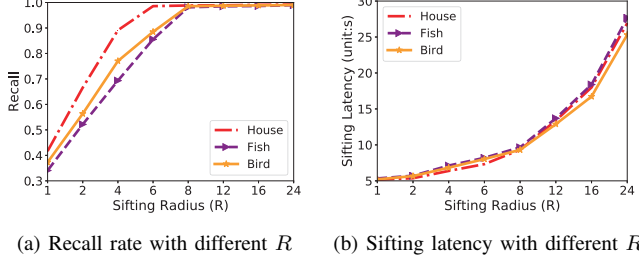 1.0
0.9
0.8
0.7
0.6
0.5
0.4
0.3
Recall
1 2 4 6 8 12 16 24
Sifting Radius (R)
House
Fish
Bird
(a) Recall rate with different R
30
25
20
15
10
5
Sifting Latency (unit:s)
1 2 4 6 8 12 16 24
Sifting Radius (R)
House
Fish
Bird
(b) Sifting latency with different R